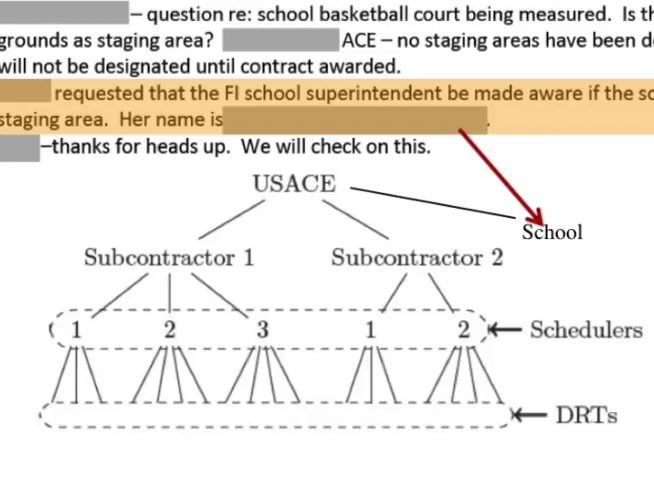 – question re: school basketball court being measured. Is th
grounds as staging area? ACE – no staging areas have been d
will not be designated until contract awarded.
requested that the FI school superintendent be made aware if the sc
staging area. Her name is .
–thanks for heads up. We will check on this.
USACE
School
Subcontractor 1 Subcontractor 2
1 2 3 1 2 Schedulers
DRTs